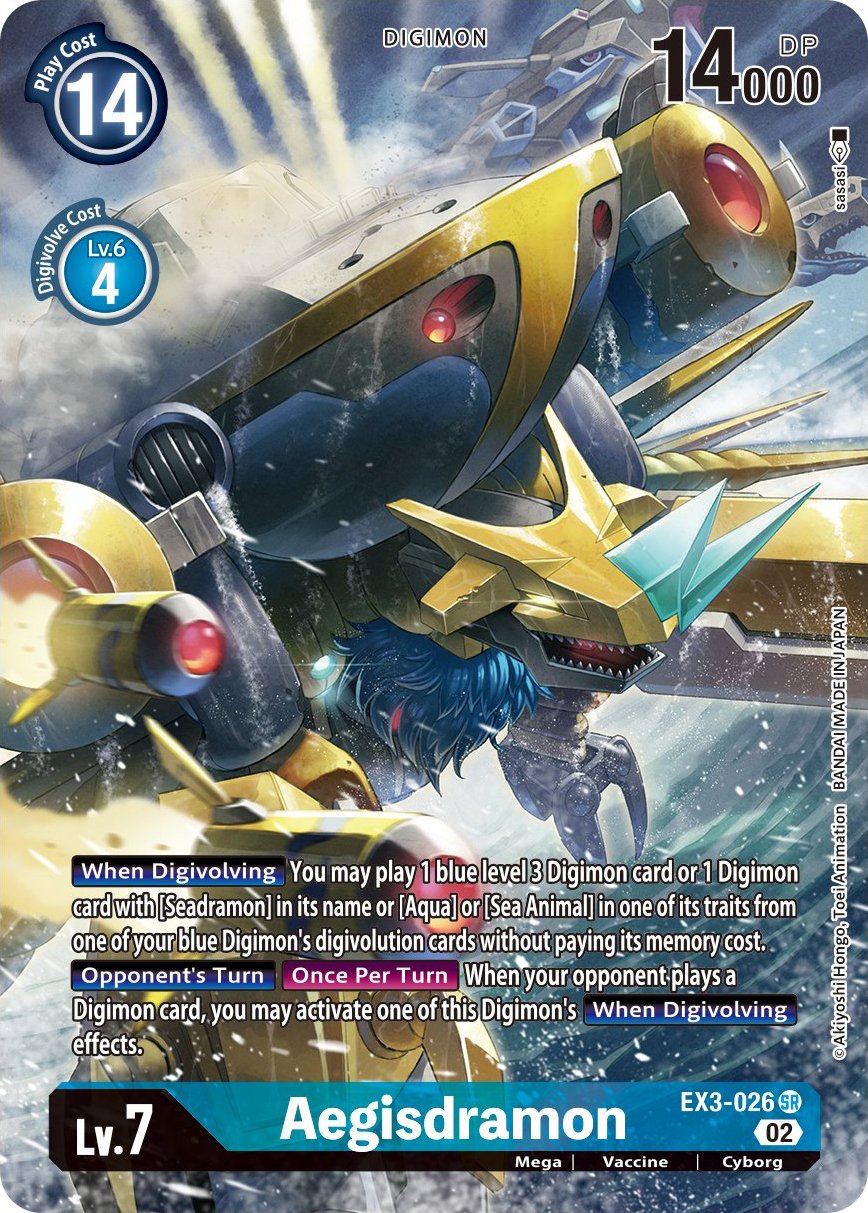 DIGIMON
Play Cost
14
14000
DP
Digivolve Cost
Lv.6
4
sasasi
When Digivolving You may play 1 blue level 3 Digimon card or 1 Digimon
card with [Seadramon] in its name or [Aqua] or [Sea Animal] in one of its traits from
one of your blue Digimon's digivolution cards without paying its memory cost.
Opponent's Turn Once Per Turn When your opponent plays a
Digimon card, you may activate one of this Digimon's When Digivolving
effects.
©Akiyoshi Hongo, Toei Animation BANDAI MADE IN JAPAN
Lv.7
Aegisdramon
EX3-026 SR
02
Mega | Vaccine | Cyborg